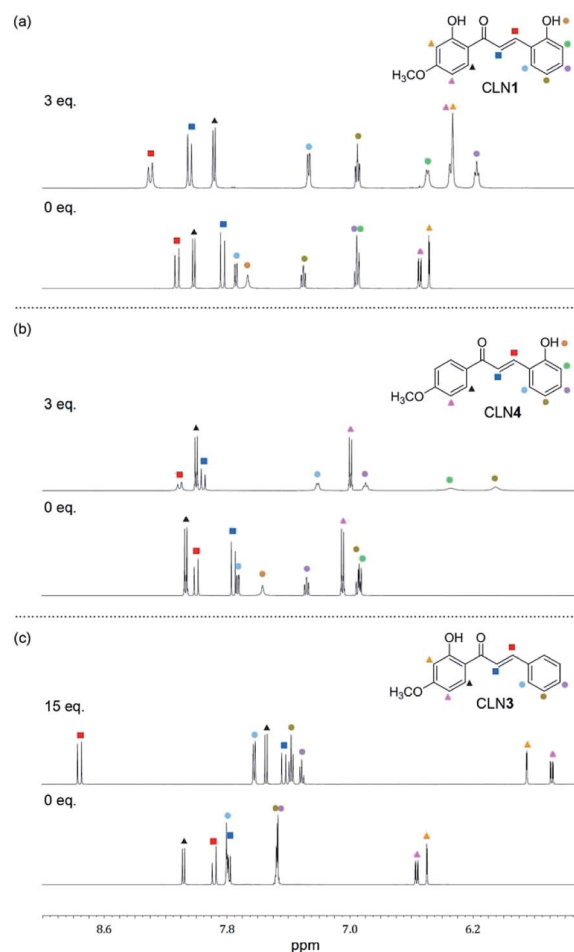 (a)
OH
O
OH
H₃CO
CLN1
3 eq.
0 eq.
(b)
O
OH
H₃CO
CLN4
3 eq.
0 eq.
(c)
OH
O
H₃CO
CLN3
15 eq.
0 eq.
8.6 7.8 7.0 6.2
ppm